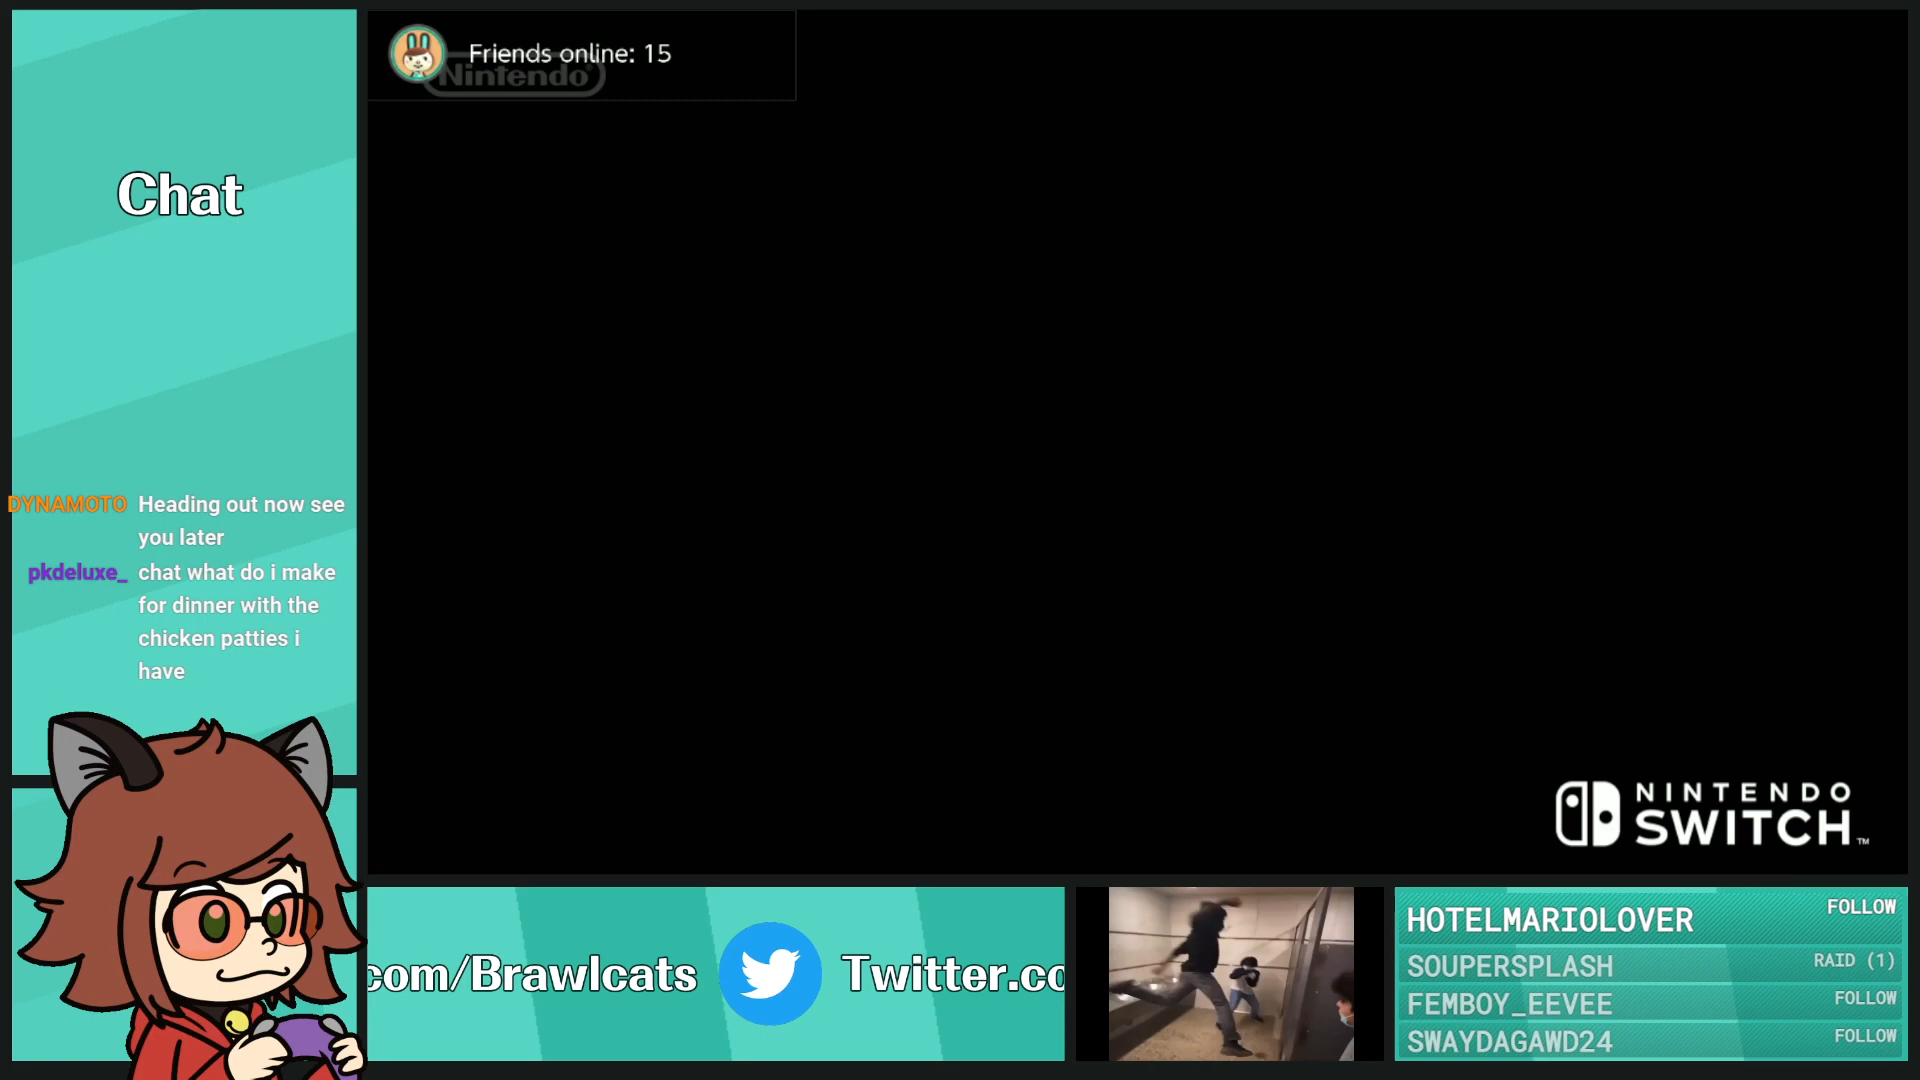 Friends online: 15
Nintendo
Chat
DYNAMOTO Heading out now see
you later
pkdeluxe_ chat what do i make
for dinner with the
chicken patties i
have
NINTENDO
SWITCH™
com/Brawlcats
Twitter.co
HOTELMARIOLOVER FOLLOW
SOUPERSPLASH RAID (1)
FEMBOY_EEVEE FOLLOW
SWAYDAGAWD24 FOLLOW